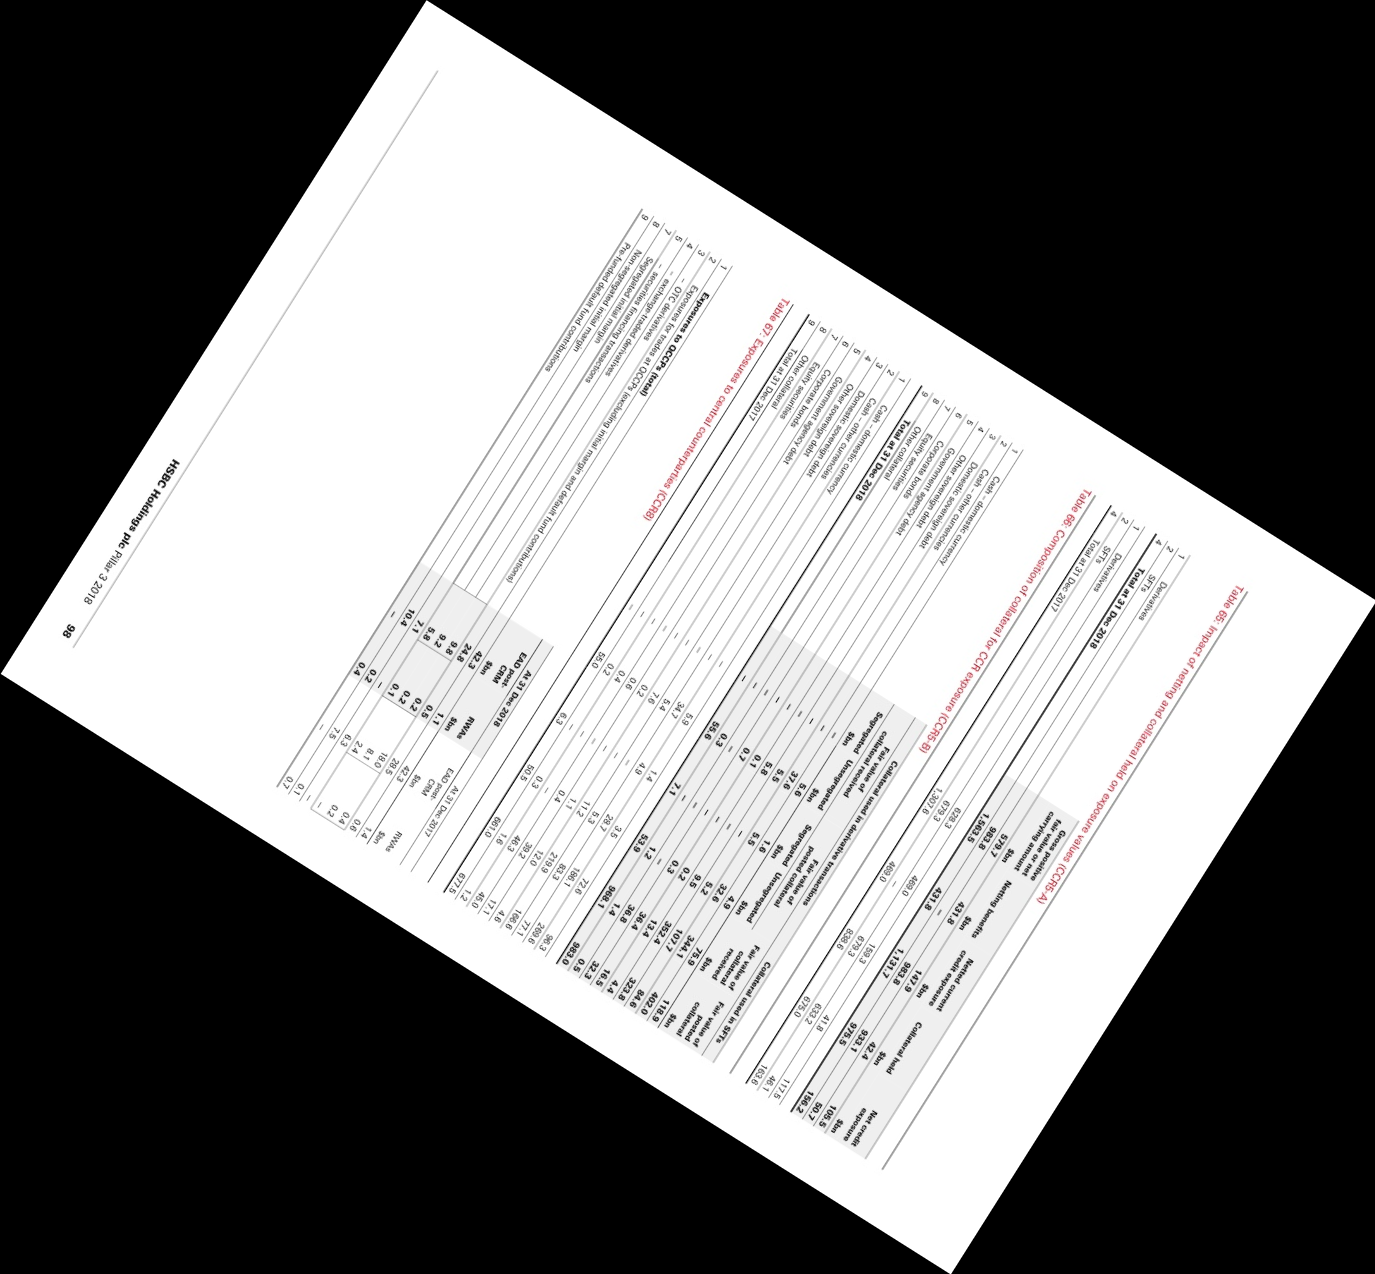 Table 65: Impact of netting and collateral held on exposure values (CCR5-A)
Gross positive fair value or net carrying amount Netting benefits Netted current credit exposure Collateral held Net credit exposure
$bn $bn $bn $bn $bn
1 Derivatives 579.7 431.8 147.9 42.4 105.5
2 SFTs 983.8 – 983.8 933.1 50.7
4 Total at 31 Dec 2018 1,563.5 431.8 1,131.7 975.5 156.2
1 Derivatives 628.3 469.0 159.3 41.8 117.5
2 SFTs 679.3 – 679.3 633.2 46.1
4 Total at 31 Dec 2017 1,307.6 469.0 838.6 675.0 163.6
Table 66: Composition of collateral for CCR exposure (CCR5-B)
Collateral used in derivative transactions Collateral used in SFTs
Fair value of collateral received Fair value of posted collateral Fair value of collateral received Fair value of posted collateral
Segregated Unsegregated Segregated Unsegregated
$bn $bn $bn $bn $bn $bn
1 Cash – domestic currency – 5.6 1.6 4.9 75.9 118.9
2 Cash – other currencies – 37.6 5.5 32.6 344.1 402.0
3 Domestic sovereign debt – 5.5 – 5.2 107.7 84.6
4 Other sovereign debt – 5.8 – 9.5 352.4 323.8
5 Government agency debt – 0.1 – 0.2 13.4 4.4
6 Corporate bonds – 0.7 – 0.3 36.4 16.5
7 Equity securities – – – – 36.8 32.3
8 Other collateral – 0.3 – 1.2 1.4 0.5
9 Total at 31 Dec 2018 – 55.6 7.1 53.9 968.1 983.0
1 Cash – domestic currency – 5.9 1.4 3.5 72.6 96.3
2 Cash – other currencies – 34.7 4.9 28.7 186.1 269.6
3 Domestic sovereign debt – 5.4 – 5.3 83.3 77.1
4 Other sovereign debt – 7.6 – 11.2 219.9 166.6
5 Government agency debt – 0.2 – 1.1 12.0 4.6
6 Corporate bonds – 0.6 – 0.4 39.2 17.1
7 Equity securities – 0.4 – – 46.3 45.0
8 Other collateral – 0.2 – 0.3 1.6 1.2
9 Total at 31 Dec 2017 – 55.0 6.3 50.5 661.0 677.5
Table 67: Exposures to central counterparties (CCR8)
At 31 Dec 2018 At 31 Dec 2017
EAD post-CRM RWAs EAD post-CRM RWAs
$bn $bn $bn $bn
1 Exposures to QCCPs (total) 42.3 1.1 42.3 1.4
2 Exposures for trades at QCCPs (excluding initial margin and default fund contributions) 24.8 0.5 28.5 0.6
3 – OTC derivatives 9.8 0.2 18.0 0.4
4 – exchange-traded derivatives 9.2 0.2 8.1 0.2
5 – securities financing transactions 5.8 0.1 2.4 –
7 Segregated initial margin 7.1 – 6.3 –
8 Non-segregated initial margin 10.4 0.2 7.5 0.1
9 Pre-funded default fund contributions – 0.4 – 0.7
HSBC Holdings plc Pillar 3 2018 98